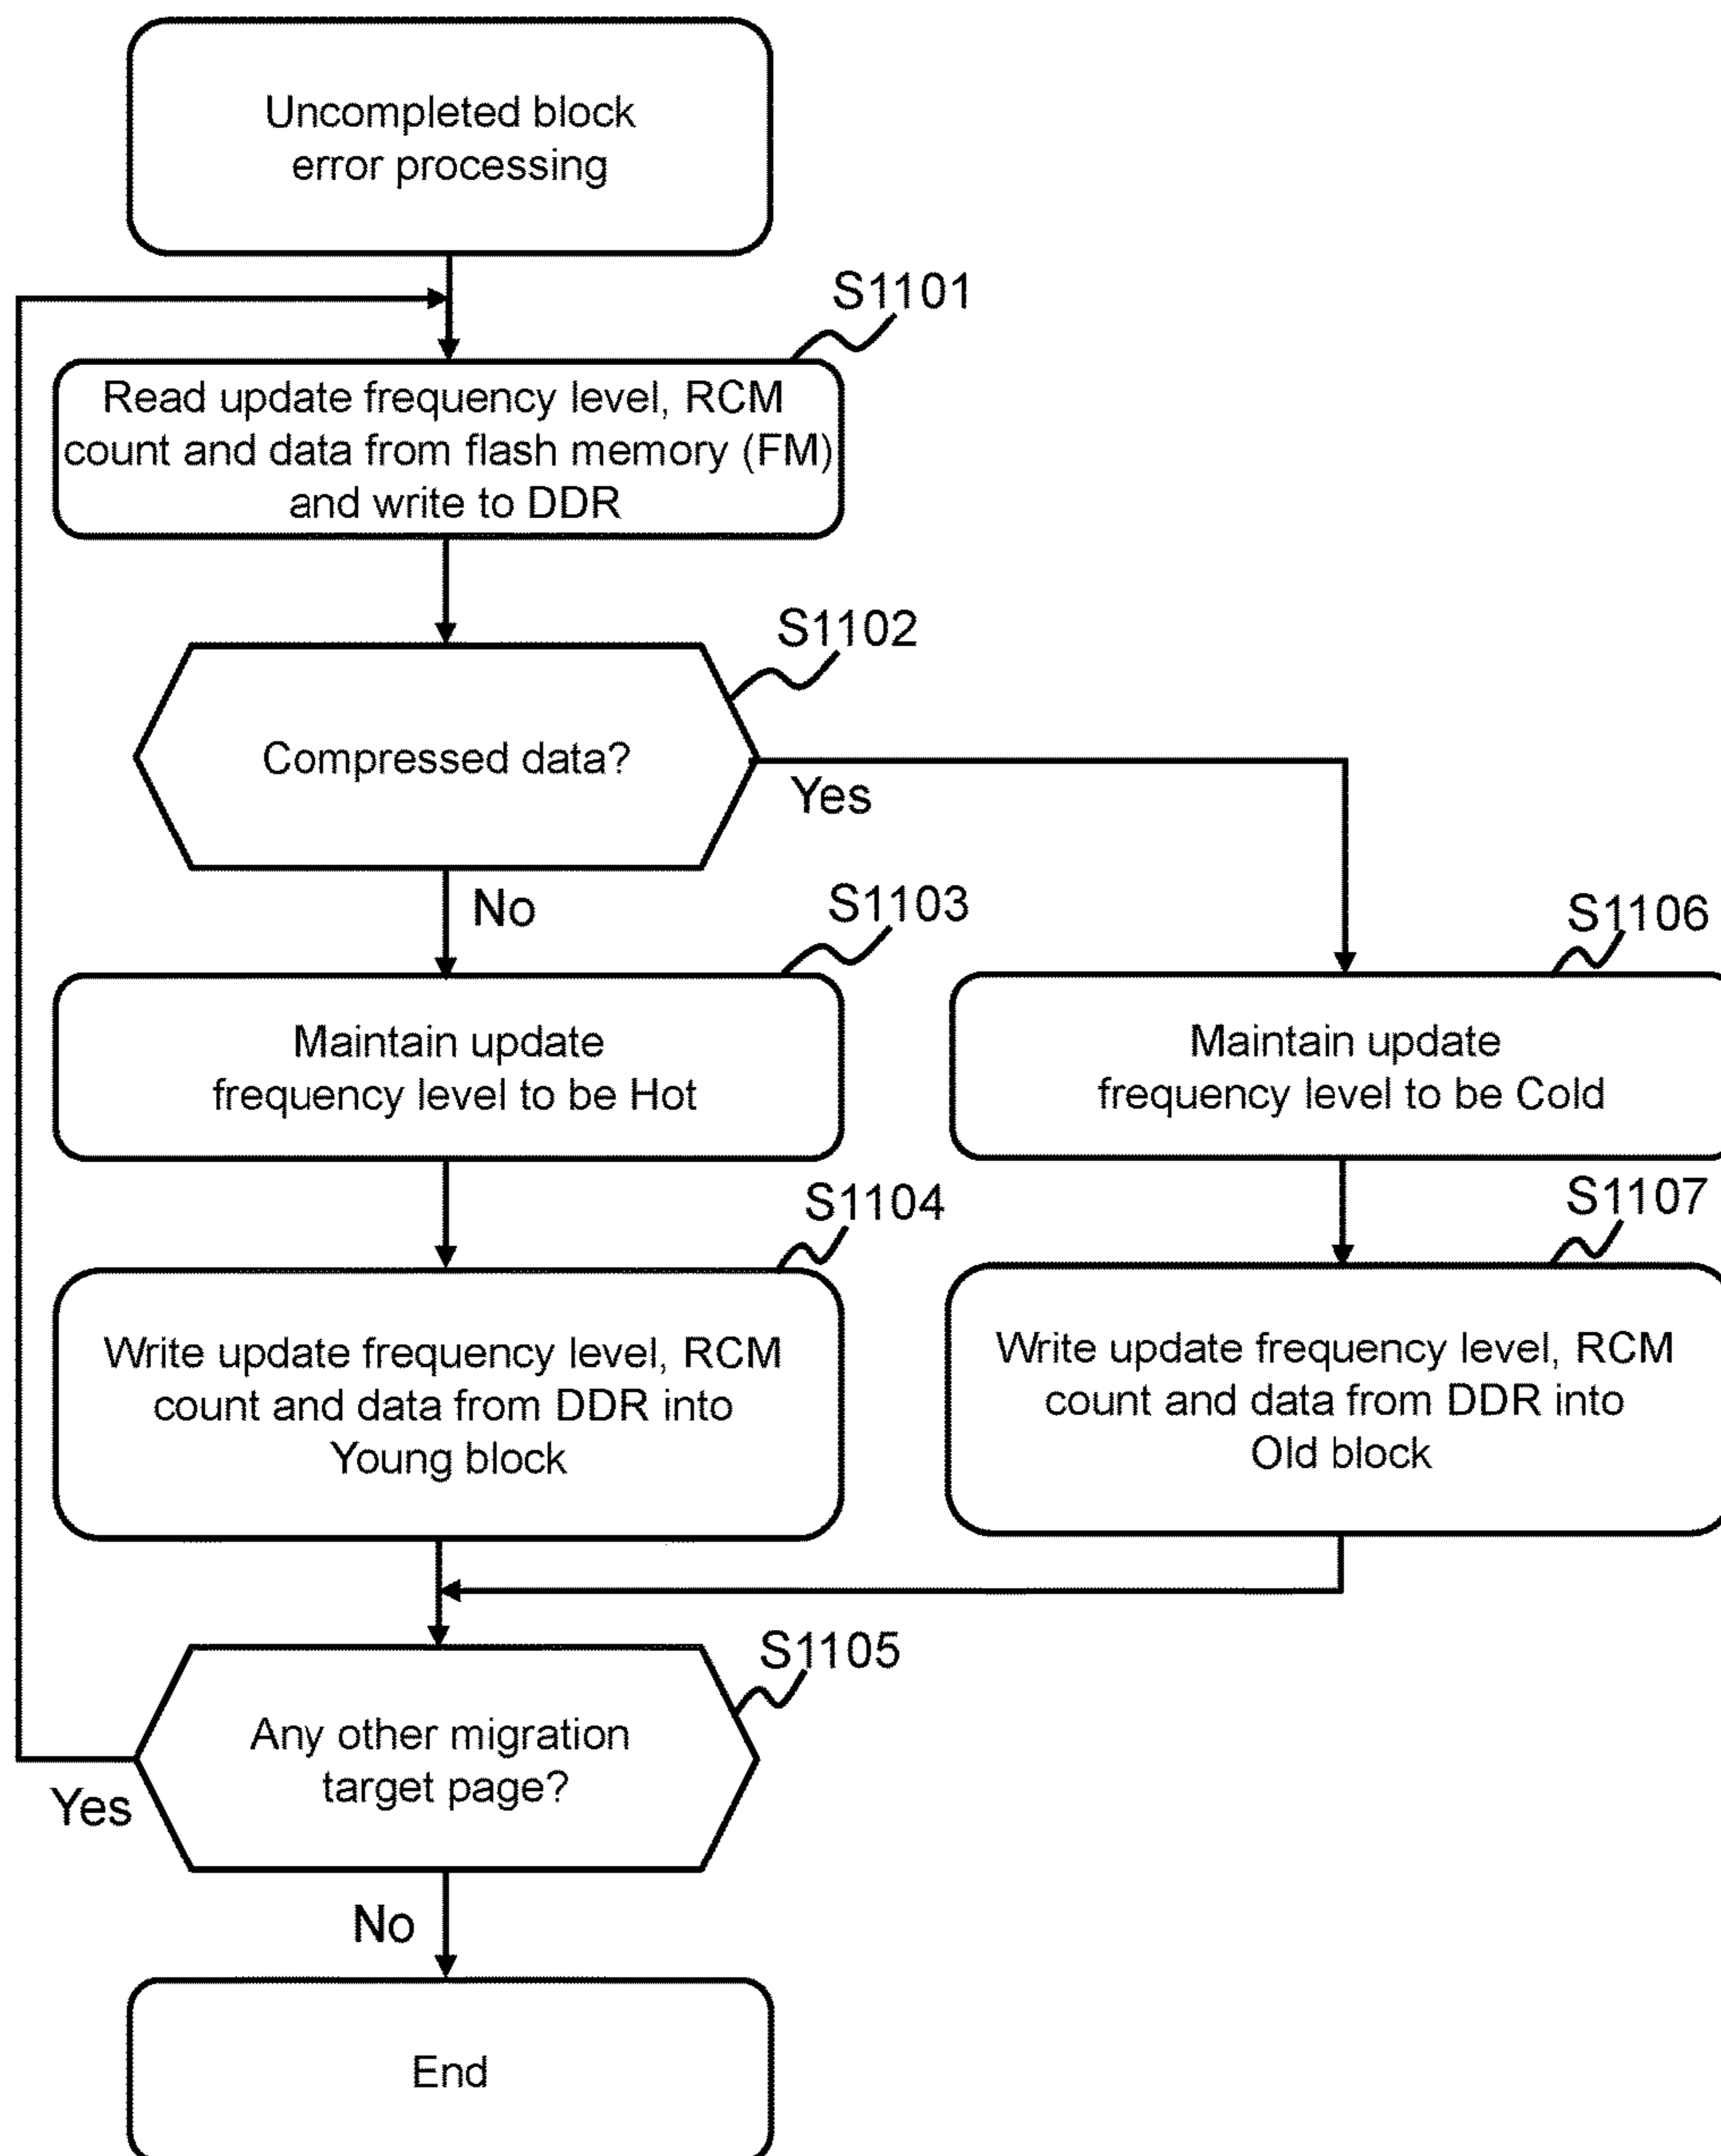 Uncompleted block
error processing
S1101
Read update frequency level, RCM
count and data from flash memory (FM)
and write to DDR
S1102
Compressed data?
Yes
No
S1103
S1106
Maintain update
frequency level to be Hot
Maintain update
frequency level to be Cold
S1104
S1107
Write update frequency level, RCM
count and data from DDR into
Young block
Write update frequency level, RCM
count and data from DDR into
Old block
S1105
Any other migration
target page?
Yes
No
End